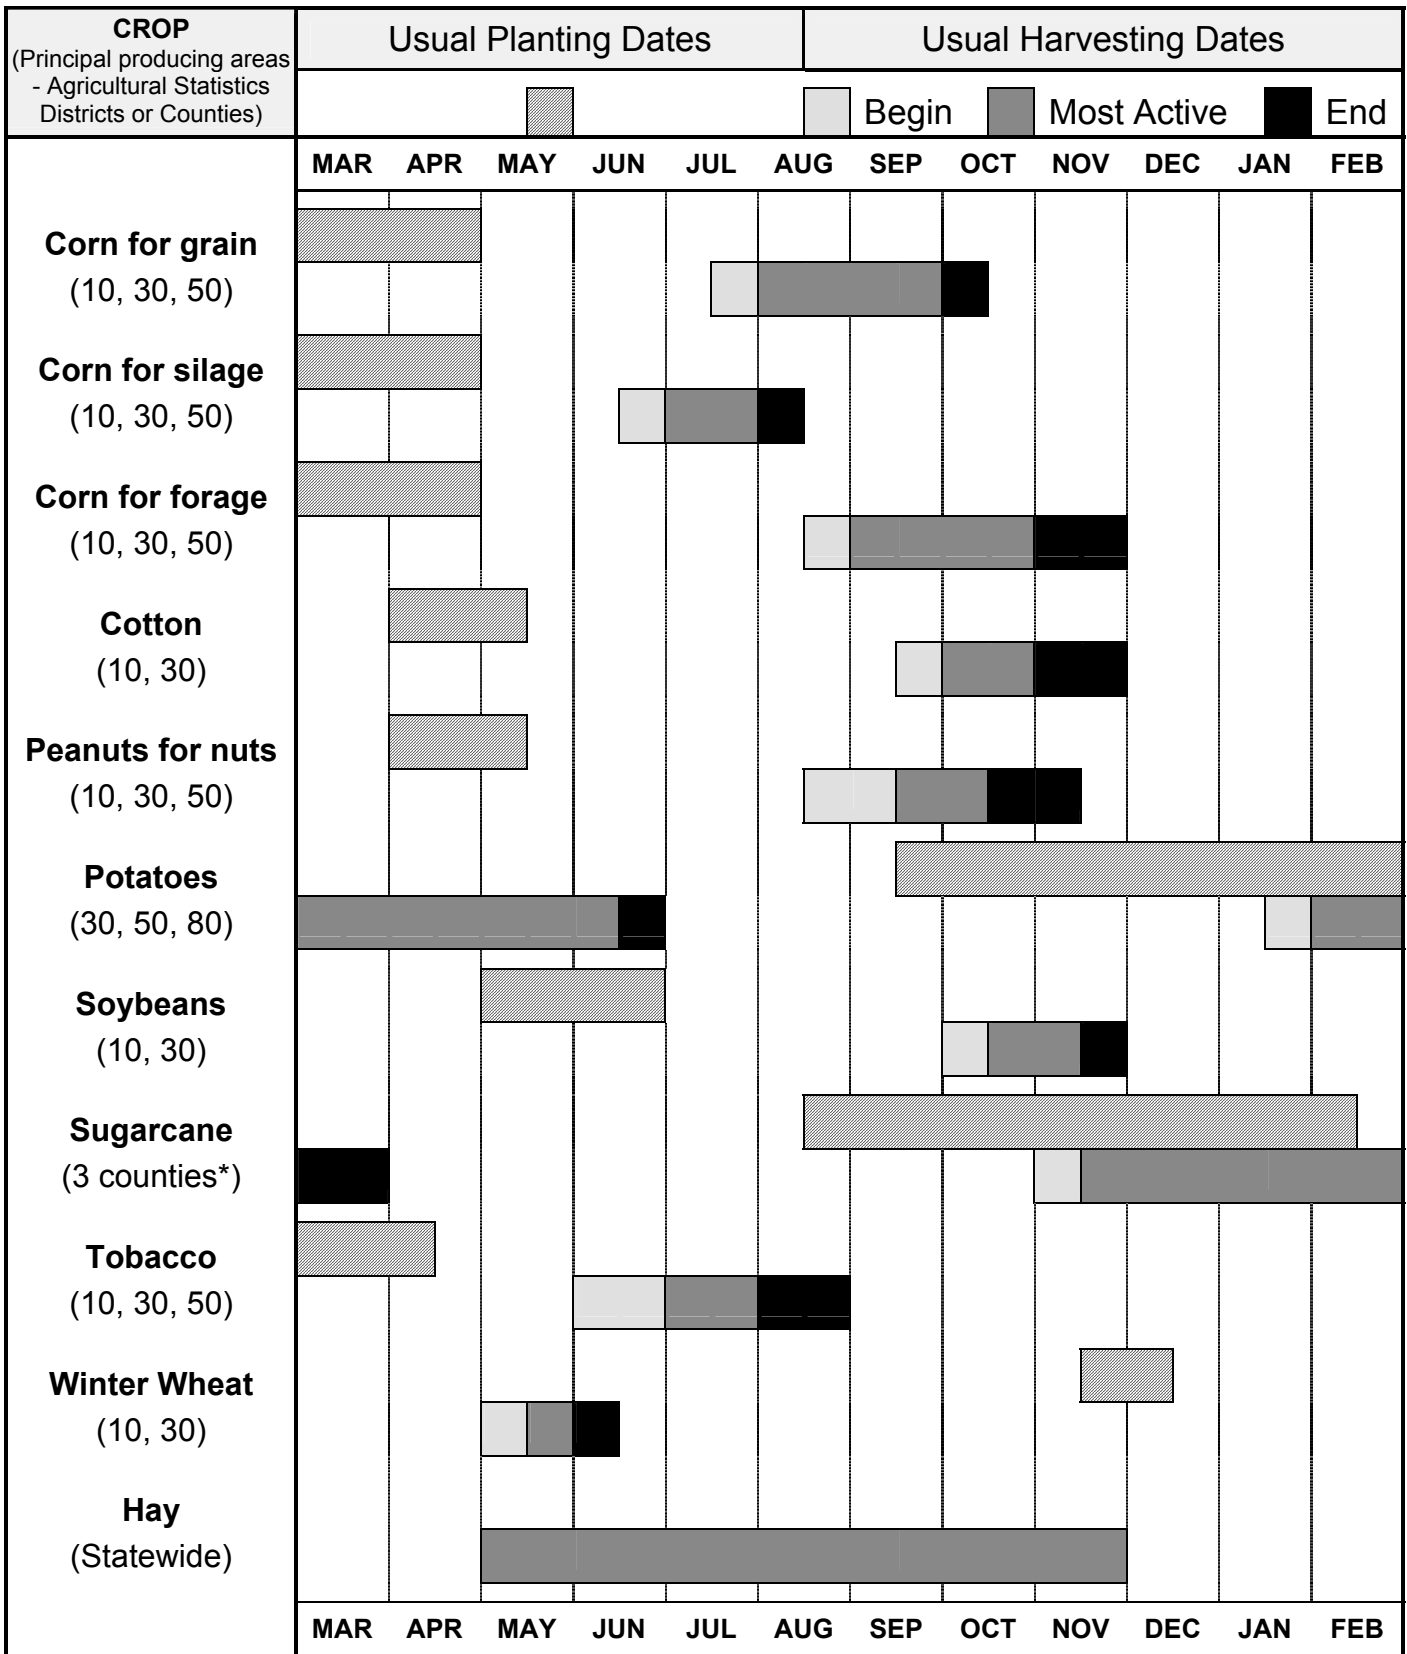 CROP
(Principal producing areas
- Agricultural Statistics
Districts or Counties)
Usual Planting Dates
Usual Harvesting Dates
Begin
Most Active
End
MAR APR MAY JUN JUL AUG SEP OCT NOV DEC JAN FEB
Corn for grain
(10, 30, 50)
Corn for silage
(10, 30, 50)
Corn for forage
(10, 30, 50)
Cotton
(10, 30)
Peanuts for nuts
(10, 30, 50)
Potatoes
(30, 50, 80)
Soybeans
(10, 30)
Sugarcane
(3 counties*)
Tobacco
(10, 30, 50)
Winter Wheat
(10, 30)
Hay
(Statewide)
MAR APR MAY JUN JUL AUG SEP OCT NOV DEC JAN FEB